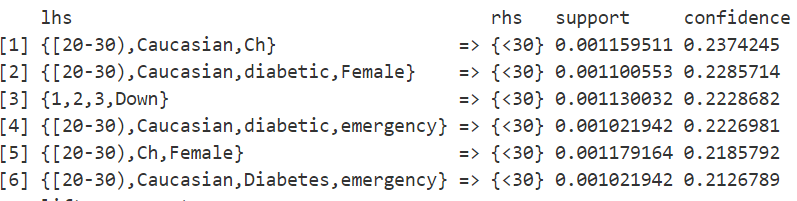 lhs rhs support confidence
[1] {[20-30),Caucasian,Ch} => {<30} 0.001159511 0.2374245
[2] {[20-30),Caucasian,diabetic,Female} => {<30} 0.001100553 0.2285714
[3] {1,2,3,Down} => {<30} 0.001130032 0.2228682
[4] {[20-30),Caucasian,diabetic,emergency} => {<30} 0.001021942 0.2226981
[5] {[20-30),Ch,Female} => {<30} 0.001179164 0.2185792
[6] {[20-30),Caucasian,Diabetes,emergency} => {<30} 0.001021942 0.2126789